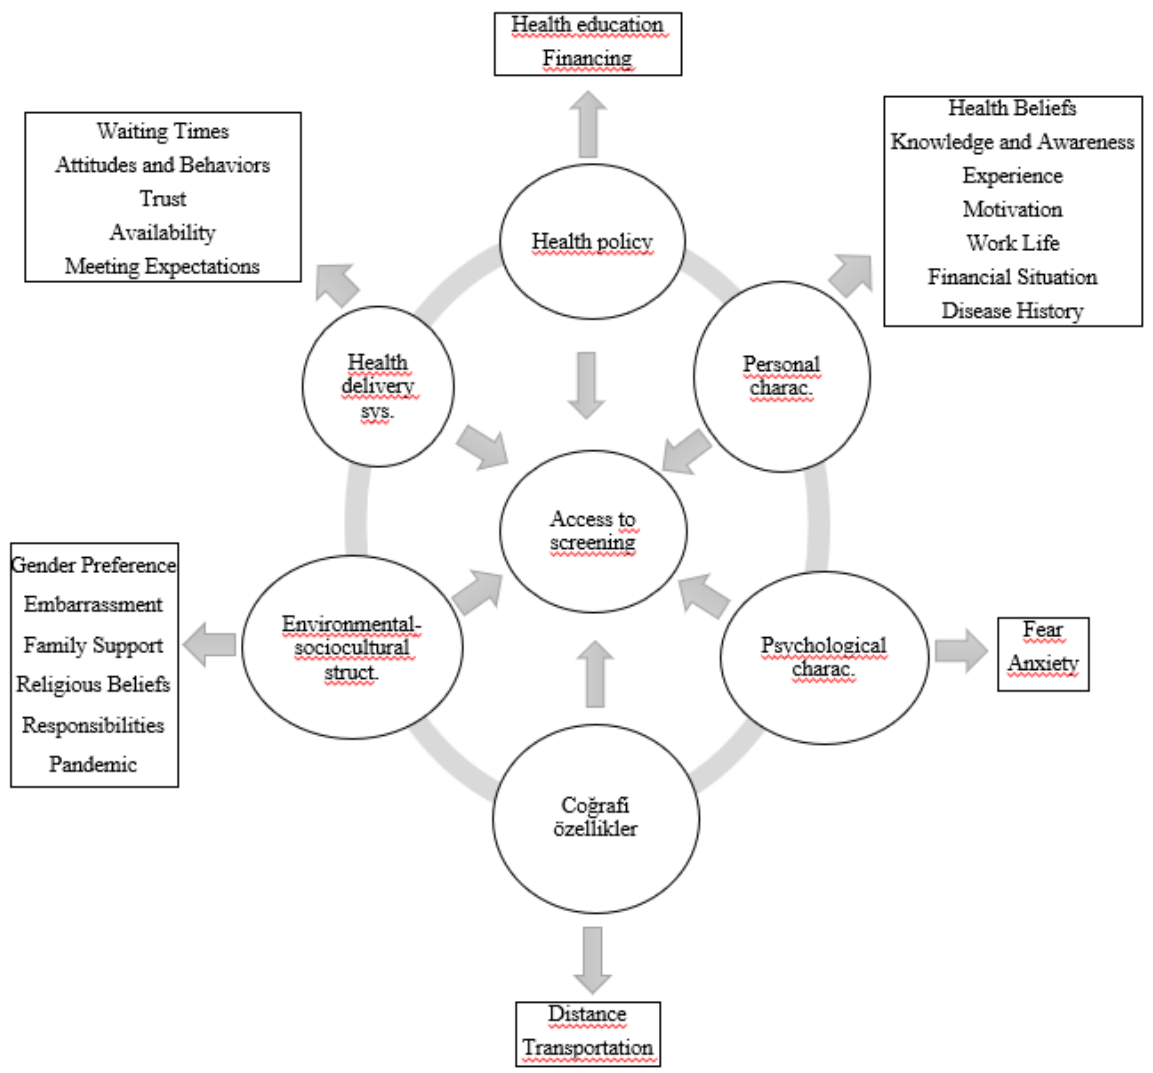 Health education
Financing
Waiting Times
Attitudes and Behaviors
Trust
Availability
Meeting Expectations
Health Beliefs
Knowledge and Awareness
Experience
Motivation
Work Life
Financial Situation
Disease History
Health policy
Health
delivery
sys.
Personal
charac.
Access to
screening
Gender Preference
Embarrassment
Family Support
Religious Beliefs
Responsibilities
Pandemic
Environmental-
sociocultural
struct.
Psychological
charac.
Fear
Anxiety
Coğrafi
özellikler
Distance
Transportation